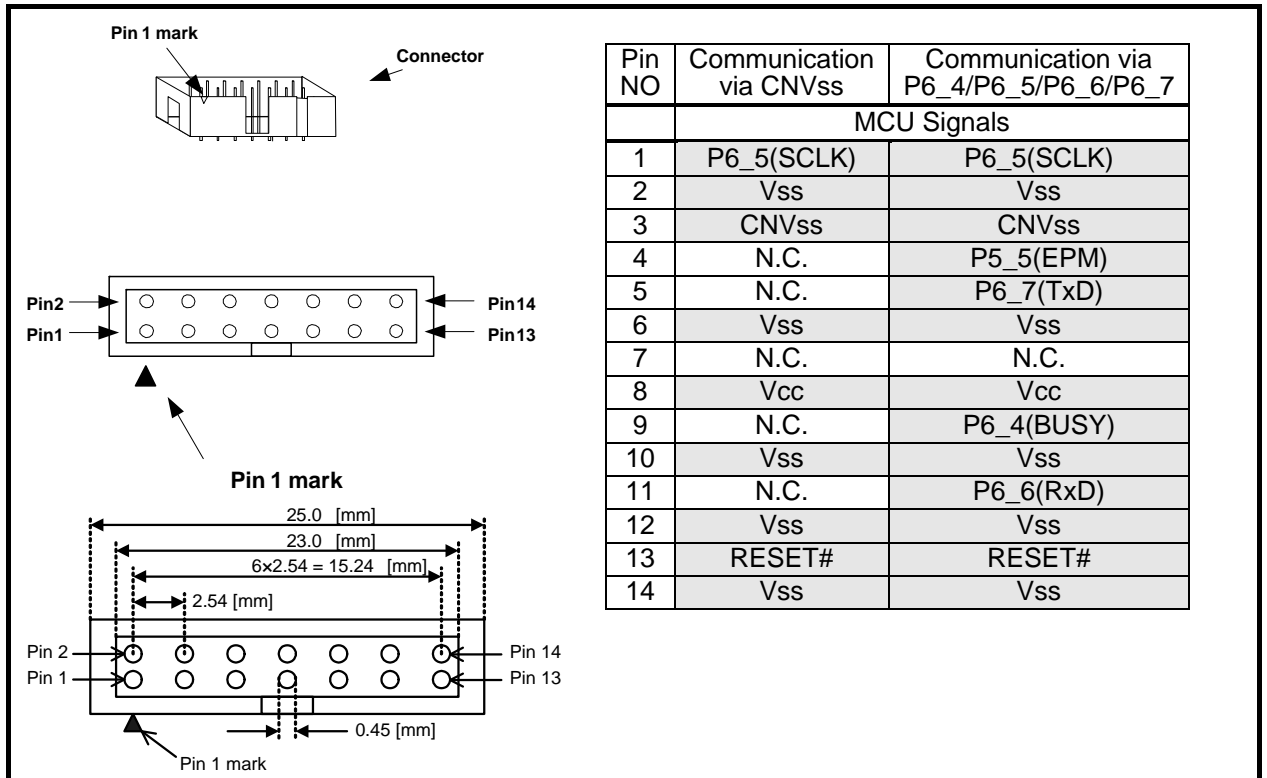 Pin 1 mark
Connector
Pin2
Pin14
Pin1
Pin13
Pin 1 mark
25.0 [mm]
23.0 [mm]
6×2.54 = 15.24 [mm]
2.54 [mm]
Pin 2
Pin 14
Pin 1
Pin 13
0.45 [mm]
Pin 1 mark
Pin NO Communication via CNVss Communication via P6_4/P6_5/P6_6/P6_7
MCU Signals
1 P6_5(SCLK) P6_5(SCLK)
2 Vss Vss
3 CNVss CNVss
4 N.C. P5_5(EPM)
5 N.C. P6_7(TxD)
6 Vss Vss
7 N.C. N.C.
8 Vcc Vcc
9 N.C. P6_4(BUSY)
10 Vss Vss
11 N.C. P6_6(RxD)
12 Vss Vss
13 RESET# RESET#
14 Vss Vss